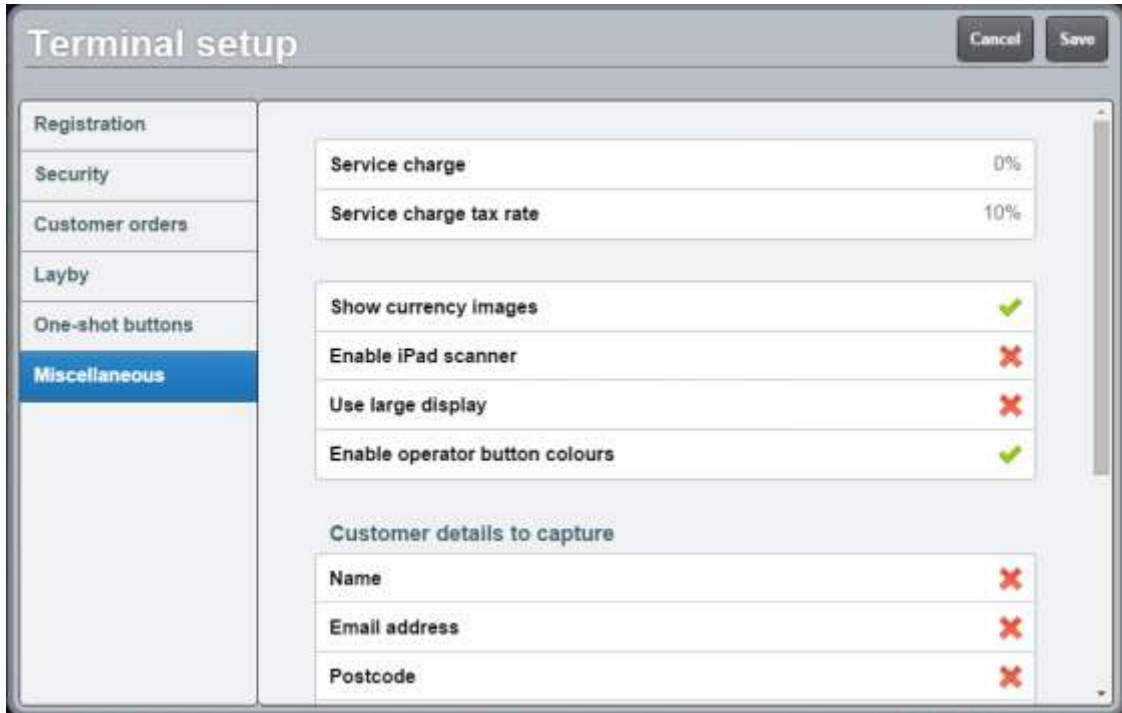 Terminal setup
Cancel
Save
Registration
Security
Customer orders
Layby
One-shot buttons
Miscellaneous
Service charge 0%
Service charge tax rate 10%
Show currency images
Enable iPad scanner
Use large display
Enable operator button colours
Customer details to capture
Name
Email address
Postcode